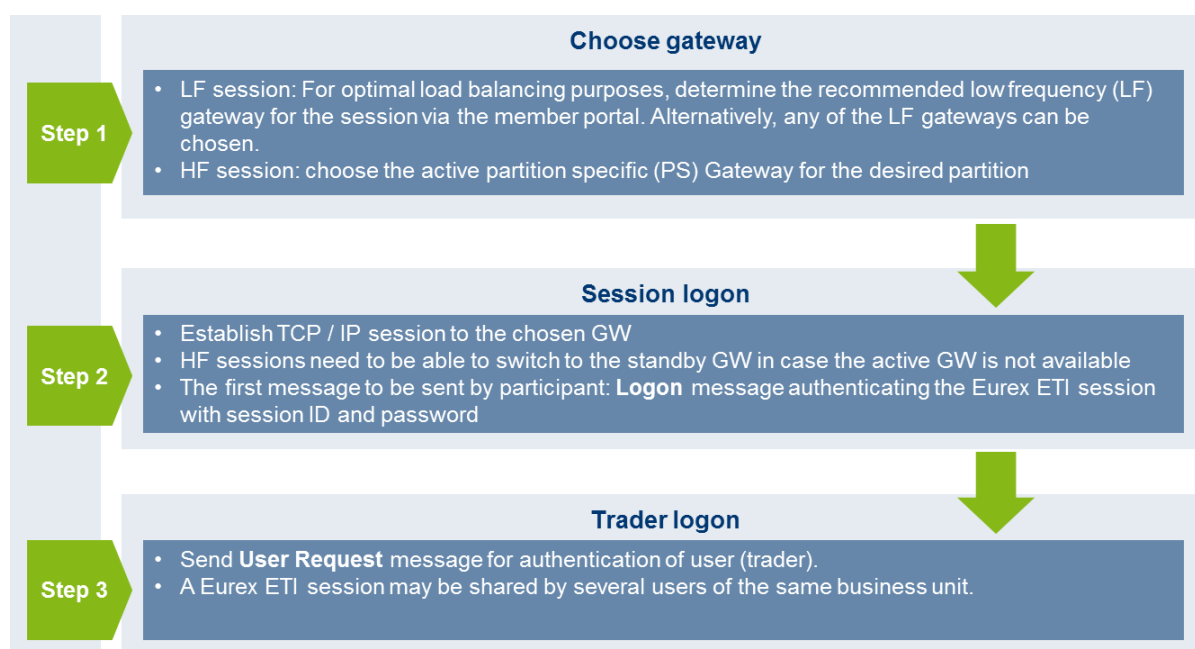 Choose gateway
Step 1
• LF session: For optimal load balancing purposes, determine the recommended low frequency (LF)
gateway for the session via the member portal. Alternatively, any of the LF gateways can be
chosen.
• HF session: choose the active partition specific (PS) Gateway for the desired partition
Session logon
Step 2
• Establish TCP / IP session to the chosen GW
• HF sessions need to be able to switch to the standby GW in case the active GW is not available
• The first message to be sent by participant: Logon message authenticating the Eurex ETI session
with session ID and password
Trader logon
Step 3
• Send User Request message for authentication of user (trader).
• A Eurex ETI session may be shared by several users of the same business unit.